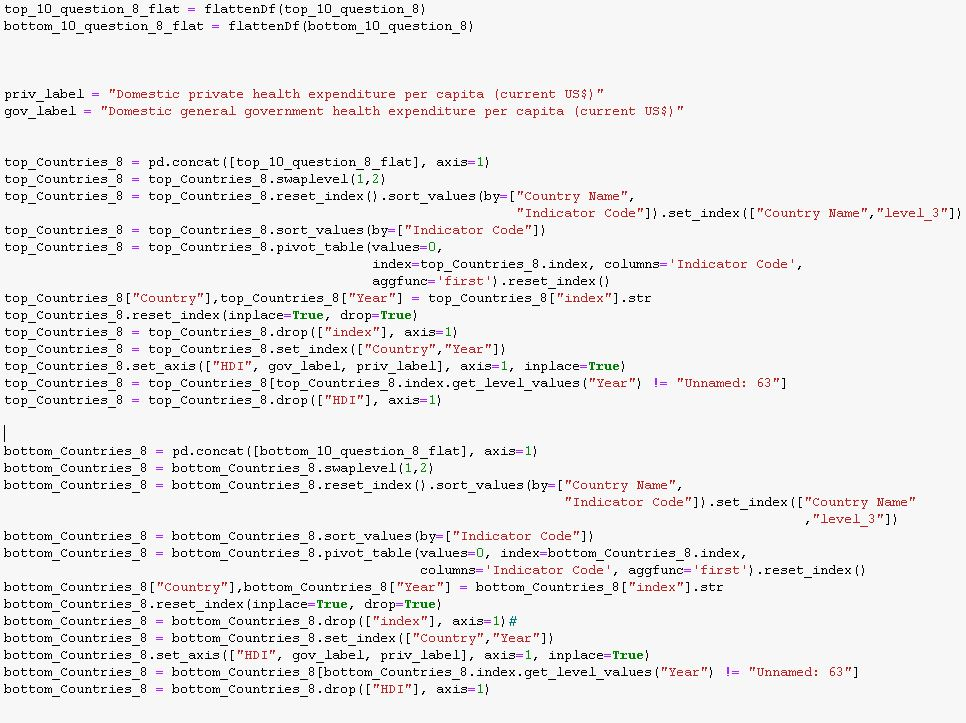 top_10_question_8_flat = flattenDf(top_10_question_8)
bottom_10_question_8_flat = flattenDf(bottom_10_question_8)
priv_label = "Domestic private health expenditure per capita (current US$)"
gov_label = "Domestic general government health expenditure per capita (current US$)"
top_Countries_8 = pd.concat([top_10_question_8_flat], axis=1)
top_Countries_8 = top_Countries_8.swaplevel(1,2)
top_Countries_8 = top_Countries_8.reset_index().sort_values(by=["Country Name",
"Indicator Code"]).set_index(["Country Name","level_3"])
top_Countries_8 = top_Countries_8.sort_values(by=["Indicator Code"])
top_Countries_8 = top_Countries_8.pivot_table(values=0,
index=top_Countries_8.index, columns='Indicator Code',
aggfunc='first').reset_index()
top_Countries_8["Country"],top_Countries_8["Year"] = top_Countries_8["index"].str
top_Countries_8.reset_index(inplace=True, drop=True)
top_Countries_8 = top_Countries_8.drop(["index"], axis=1)
top_Countries_8 = top_Countries_8.set_index(["Country","Year"])
top_Countries_8.set_axis(["HDI", gov_label, priv_label], axis=1, inplace=True)
top_Countries_8 = top_Countries_8[top_Countries_8.index.get_level_values("Year") != "Unnamed: 63"]
top_Countries_8 = top_Countries_8.drop(["HDI"], axis=1)
bottom_Countries_8 = pd.concat([bottom_10_question_8_flat], axis=1)
bottom_Countries_8 = bottom_Countries_8.swaplevel(1,2)
bottom_Countries_8 = bottom_Countries_8.reset_index().sort_values(by=["Country Name",
"Indicator Code"]).set_index(["Country Name"
,"level_3"])
bottom_Countries_8 = bottom_Countries_8.sort_values(by=["Indicator Code"])
bottom_Countries_8 = bottom_Countries_8.pivot_table(values=0, index=bottom_Countries_8.index,
columns='Indicator Code', aggfunc='first').reset_index()
bottom_Countries_8["Country"],bottom_Countries_8["Year"] = bottom_Countries_8["index"].str
bottom_Countries_8.reset_index(inplace=True, drop=True)
bottom_Countries_8 = bottom_Countries_8.drop(["index"], axis=1)#
bottom_Countries_8 = bottom_Countries_8.set_index(["Country","Year"])
bottom_Countries_8.set_axis(["HDI", gov_label, priv_label], axis=1, inplace=True)
bottom_Countries_8 = bottom_Countries_8[bottom_Countries_8.index.get_level_values("Year") != "Unnamed: 63"]
bottom_Countries_8 = bottom_Countries_8.drop(["HDI"], axis=1)